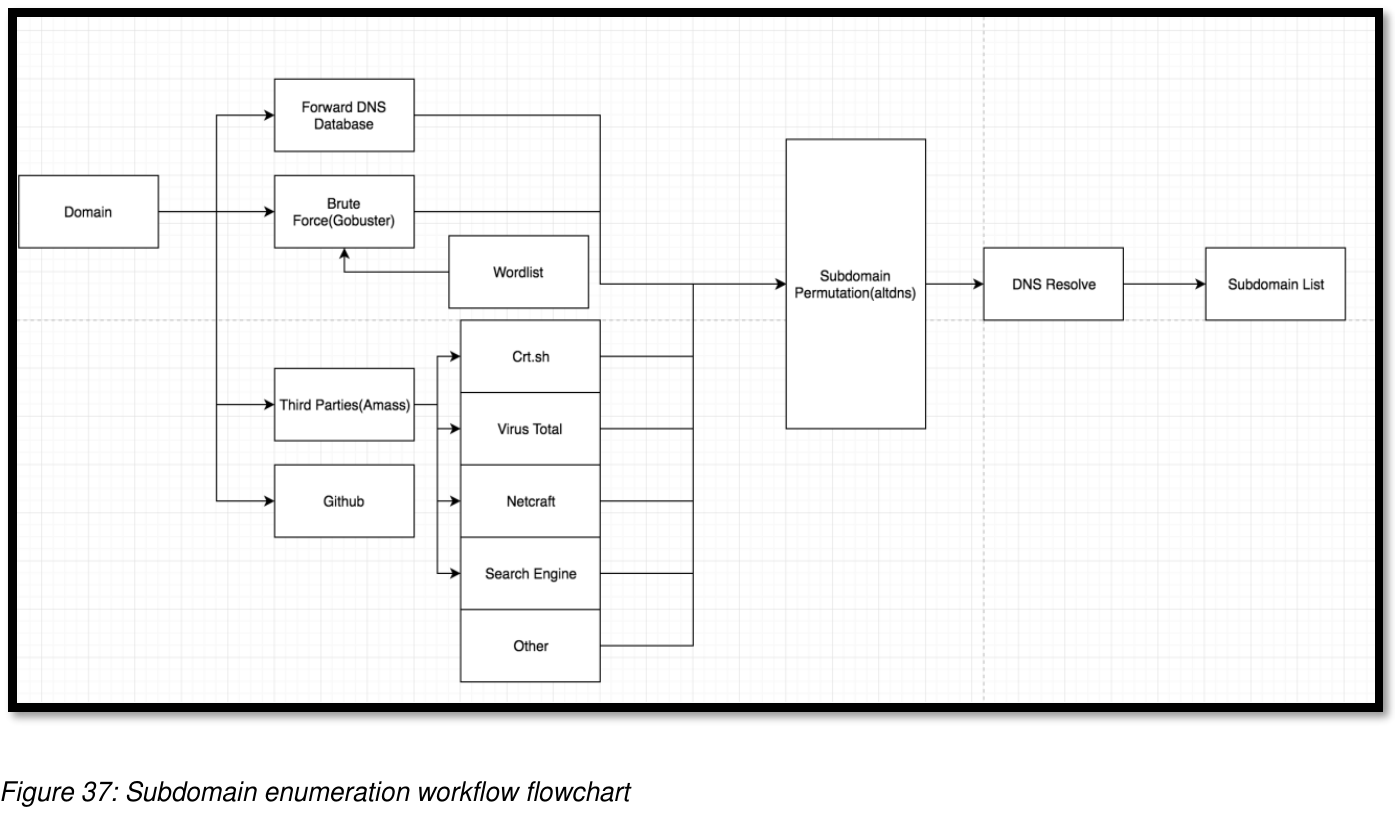 Forward DNS
Database
Domain
Brute
Force(Gobuster)
Wordlist
Subdomain
Permutation(altdns)
DNS Resolve
Subdomain List
Crt.sh
Third Parties(Amass)
Virus Total
Github
Netcraft
Search Engine
Other
Figure 37: Subdomain enumeration workflow flowchart